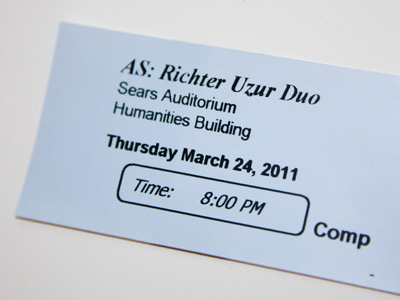 AS: Richter Uzur Duo
Sears Auditorium
Humanities Building
Thursday March 24, 2011
Time: 8:00 PM
Comp